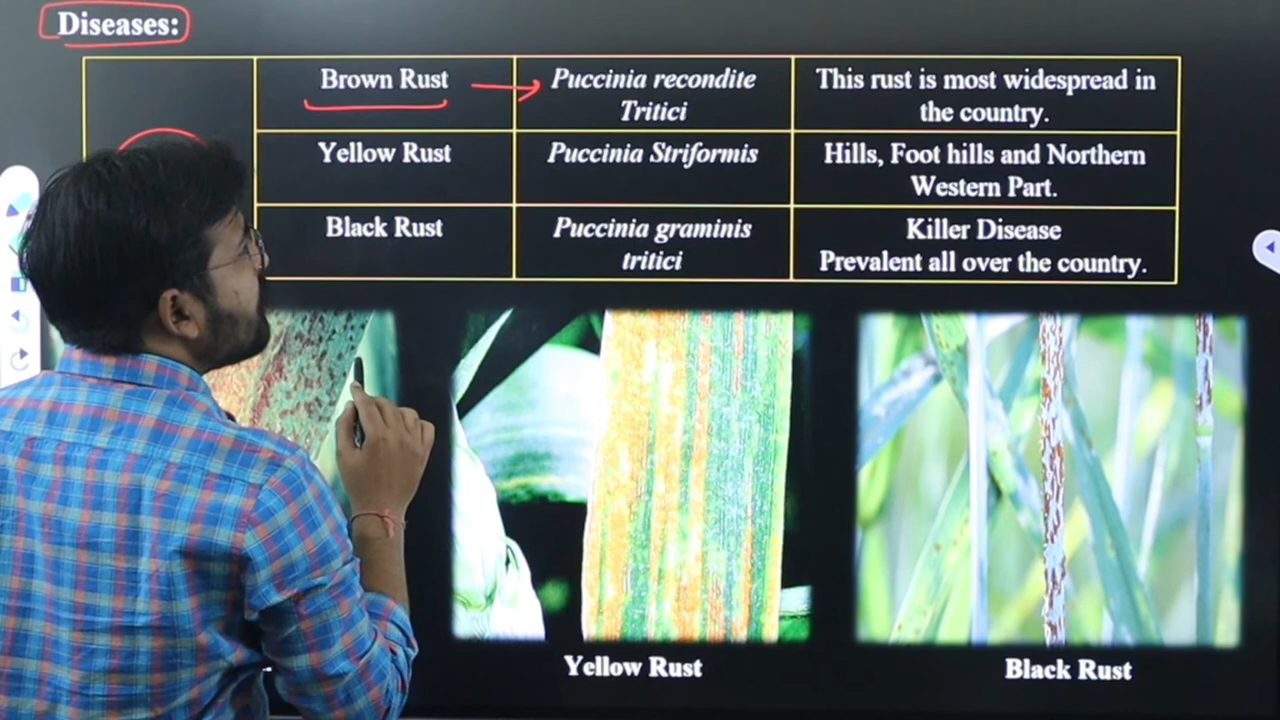 Diseases:
Brown Rust
Puccinia recondite
Tritici
This rust is most widespread in
the country.
Yellow Rust
Puccinia Striformis
Hills, Foot hills and Northern
Western Part.
Black Rust
Puccinia graminis
tritici
Killer Disease
Prevalent all over the country.
Yellow Rust
Black Rust